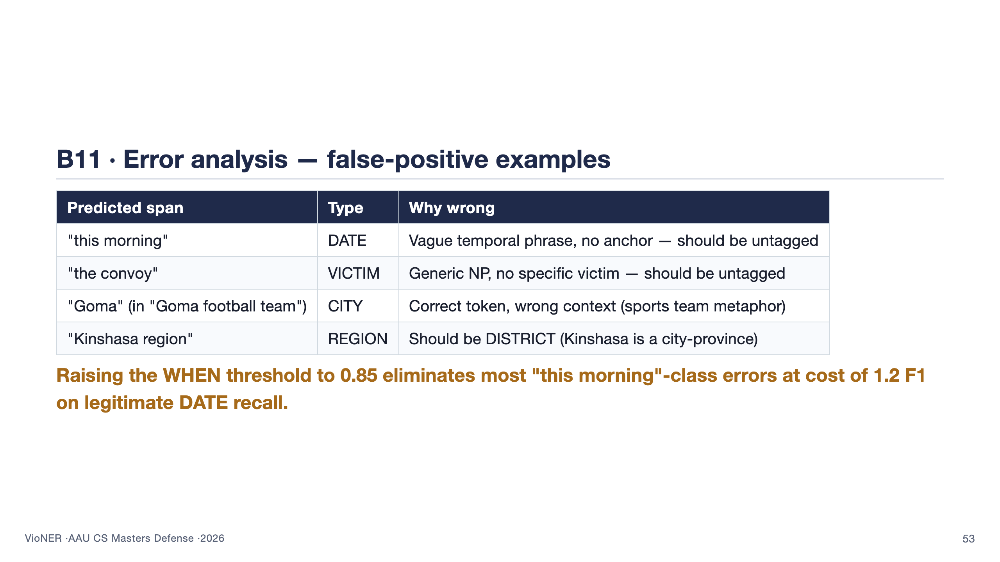 B11 · Error analysis — false-positive examples
Predicted span Type Why wrong
"this morning" DATE Vague temporal phrase, no anchor — should be untagged
"the convoy" VICTIM Generic NP, no specific victim — should be untagged
"Goma" (in "Goma football team") CITY Correct token, wrong context (sports team metaphor)
"Kinshasa region" REGION Should be DISTRICT (Kinshasa is a city-province)
Raising the WHEN threshold to 0.85 eliminates most "this morning"-class errors at cost of 1.2 F1
on legitimate DATE recall.
VioNER ·AAU CS Masters Defense ·2026
53